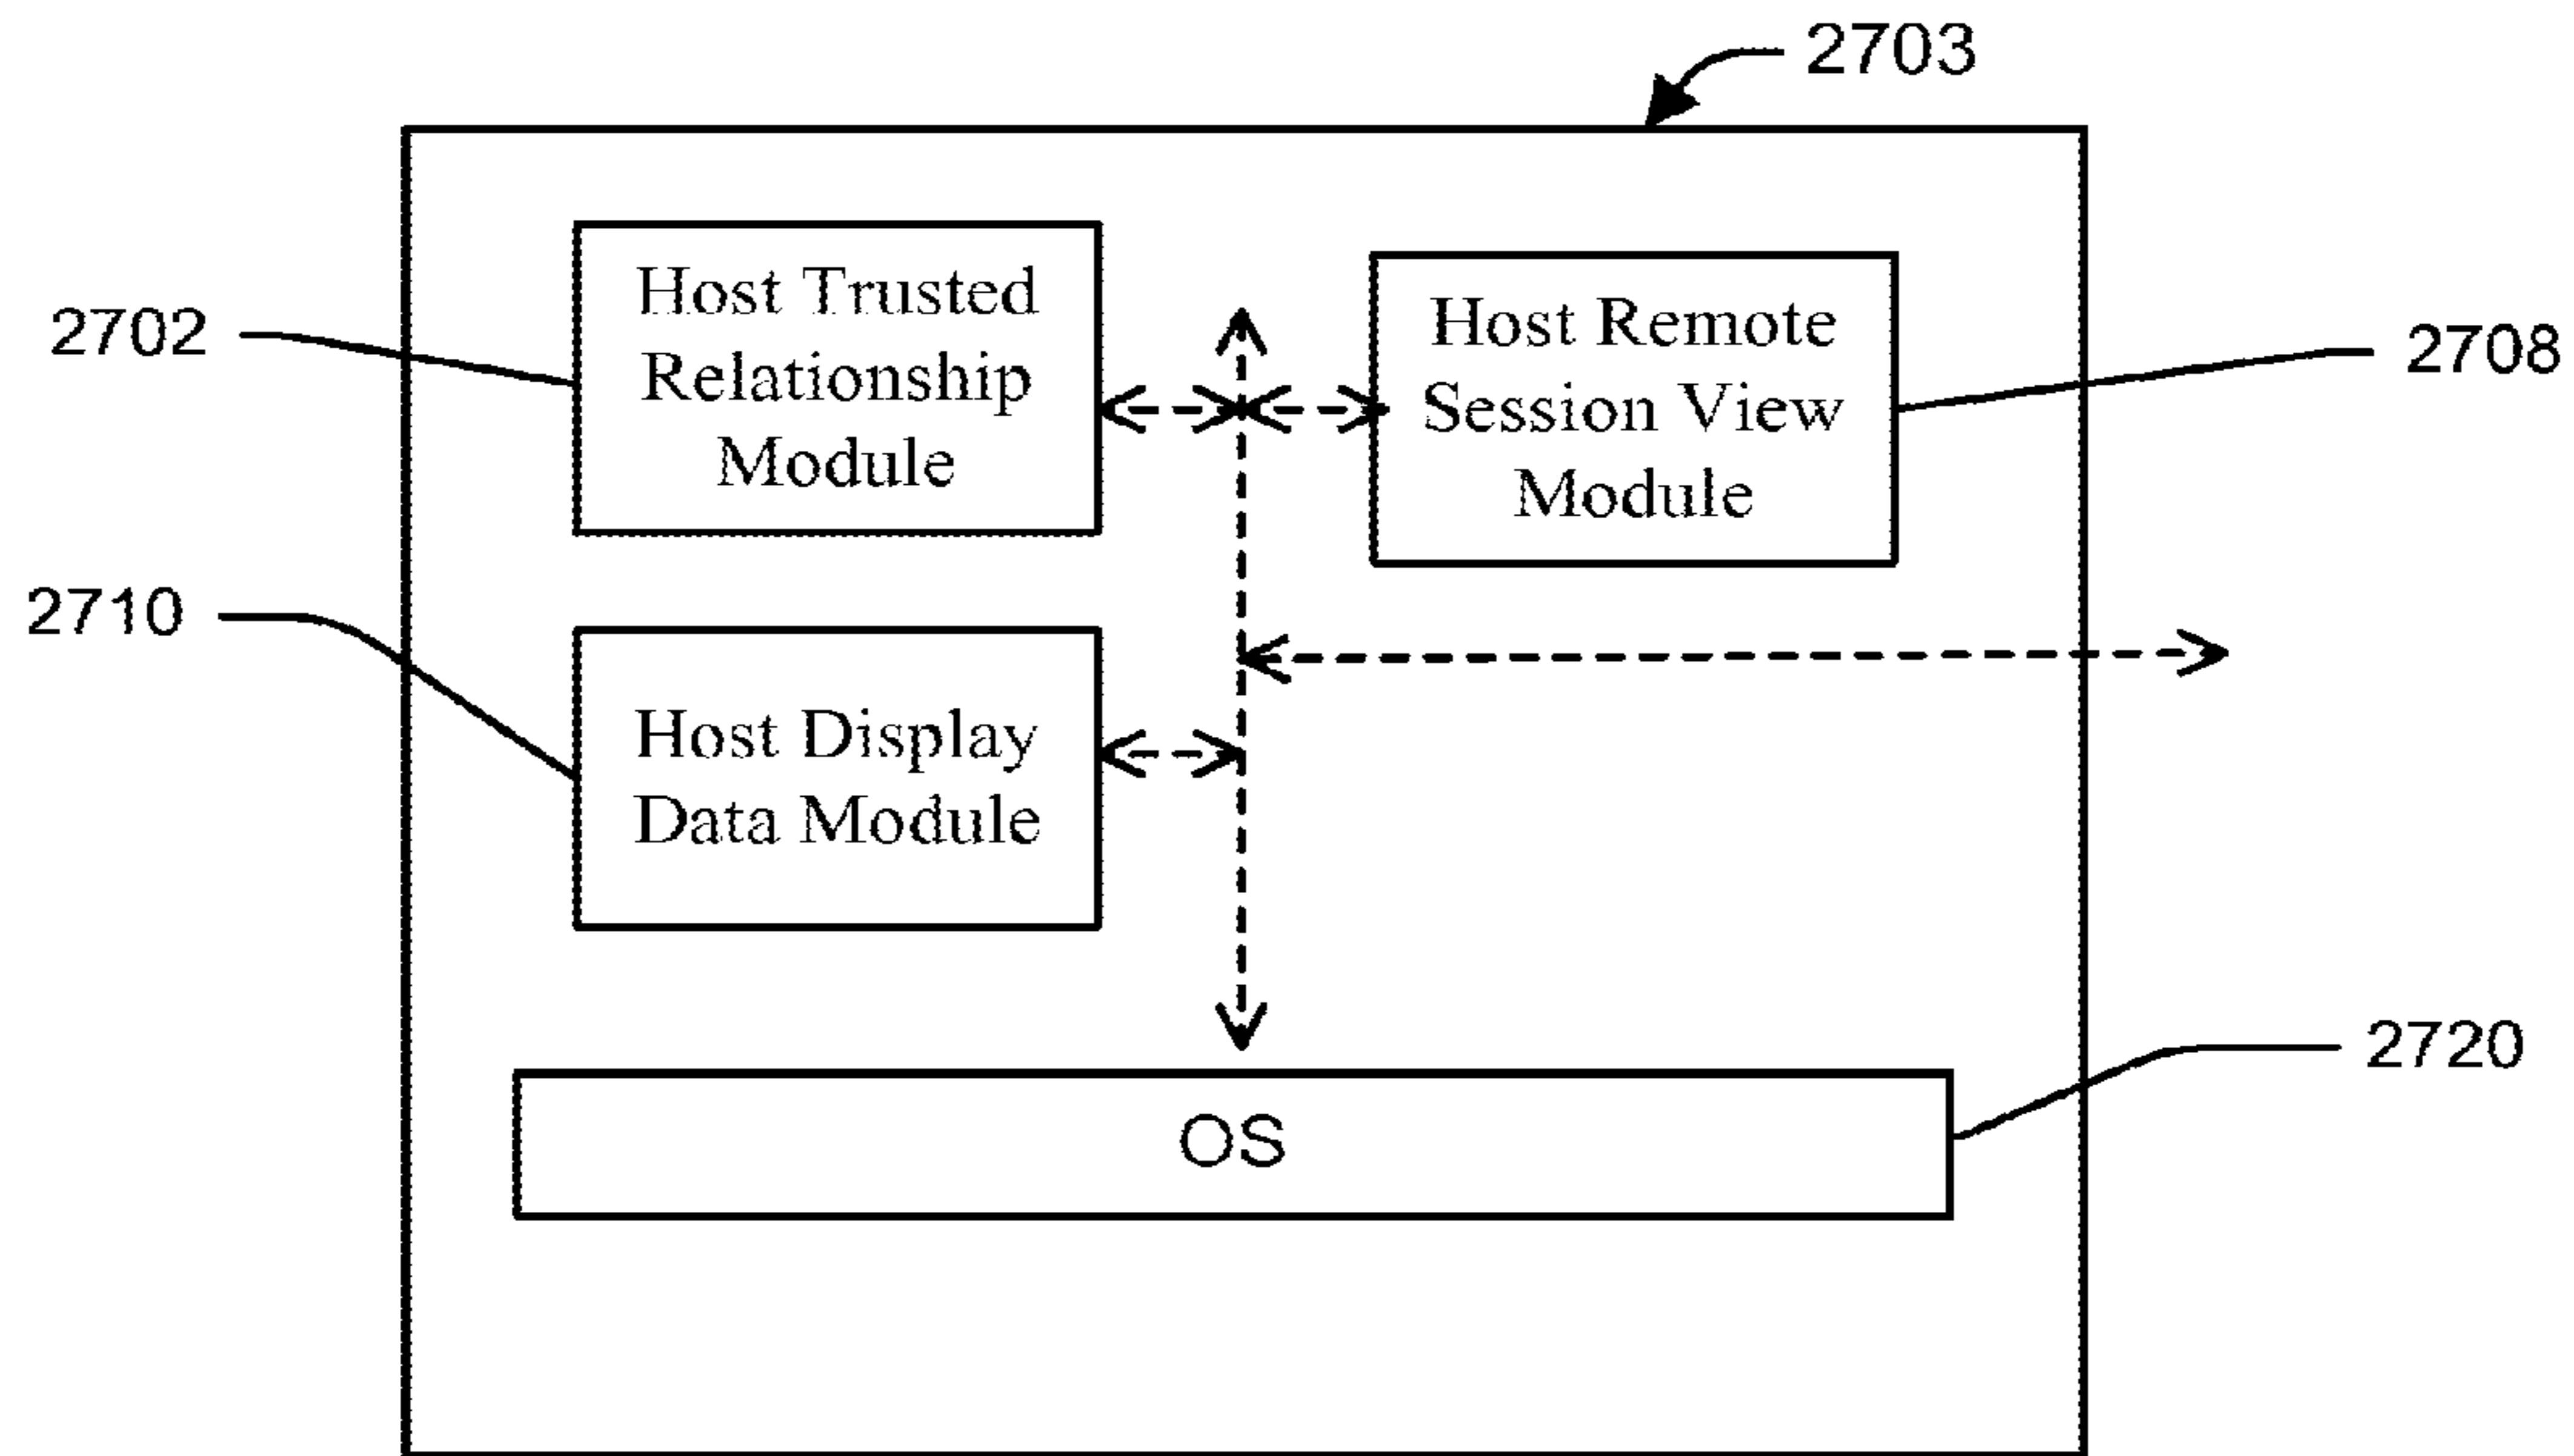 2703
Host Trusted
Relationship
Module
2702
Host Remote
Session View
Module
2708
2710
Host Display
Data Module
2720
OS